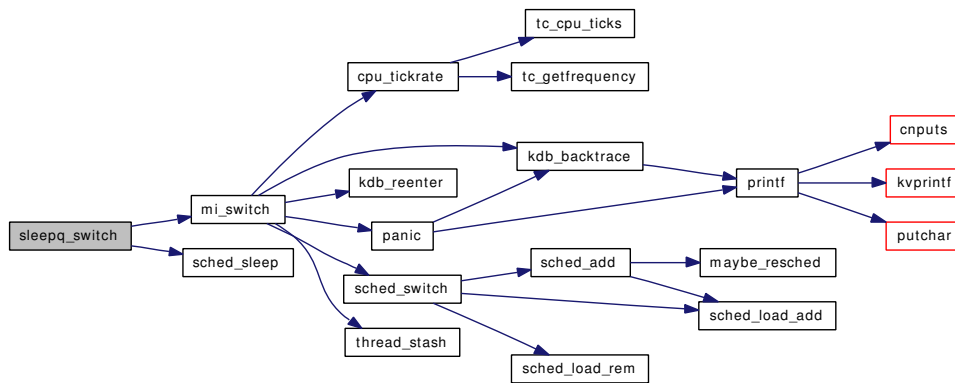 tc_cpu_ticks
cpu_tickrate
tc_getfrequency
cnputs
kdb_backtrace
kdb_reenter
printf
kvprintf
mi_switch
sleepq_switch
panic
putchar
sched_sleep
sched_add
maybe_resched
sched_switch
sched_load_add
thread_stash
sched_load_rem